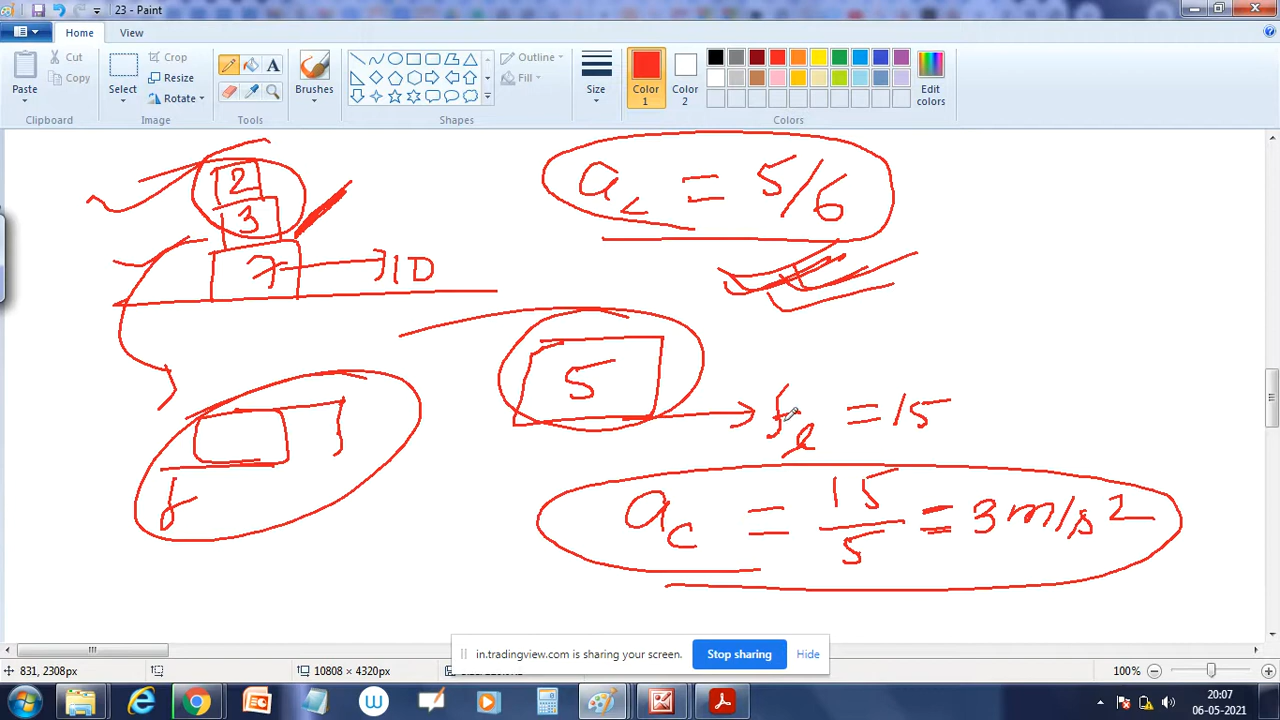 23 - Paint
Home View
Paste
Cut
Copy
Clipboard
Select
Crop
Resize
Rotate
Image
A
Tools
Brushes
Outline
Fill
Shapes
Size
Color 1
Color 2
Edit colors
Colors
2
3
7
a_c = 5/6
5
f_l = 15
a_c = 15/5 = 3 m/s2
in.tradingview.com is sharing your screen. Stop sharing Hide
831, 2308px
10808 × 4320px
100%
20:07
06-05-2021